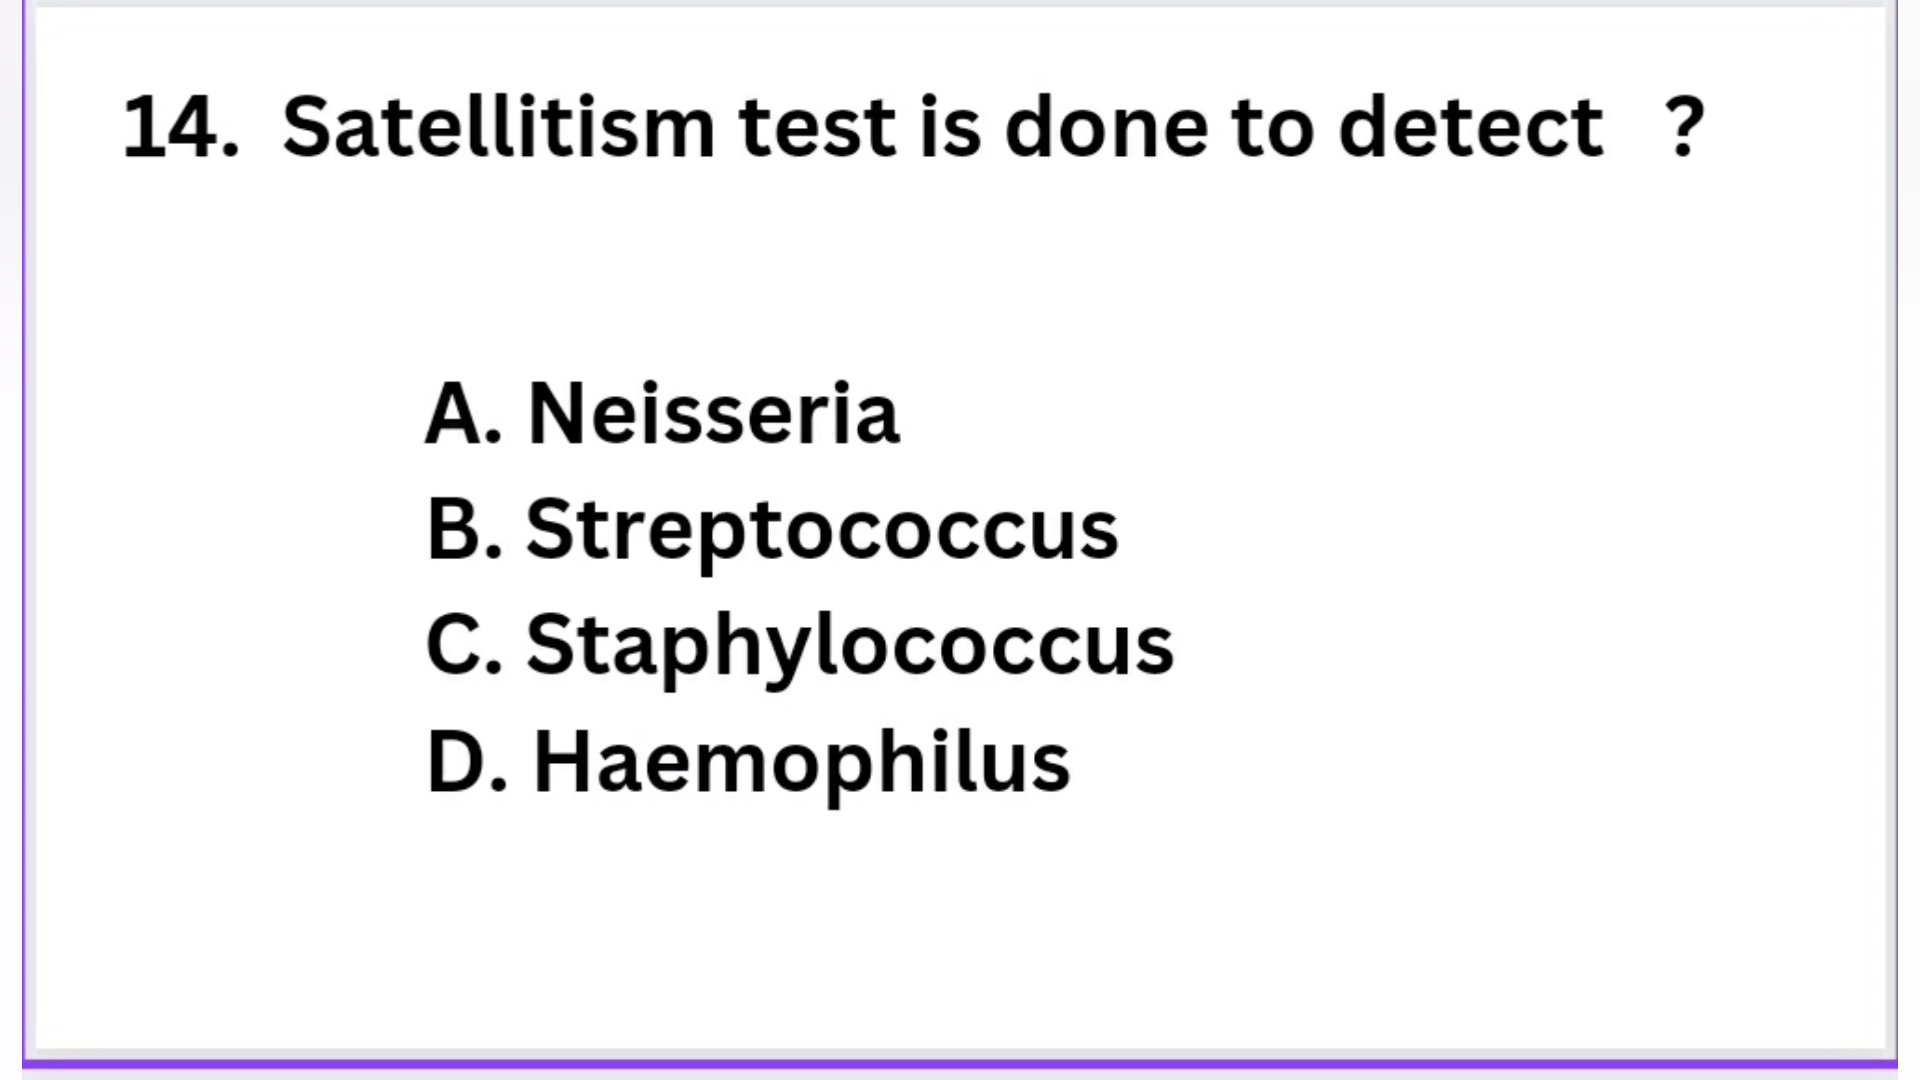 14. Satellitism test is done to detect ?
A. Neisseria
B. Streptococcus
C. Staphylococcus
D. Haemophilus